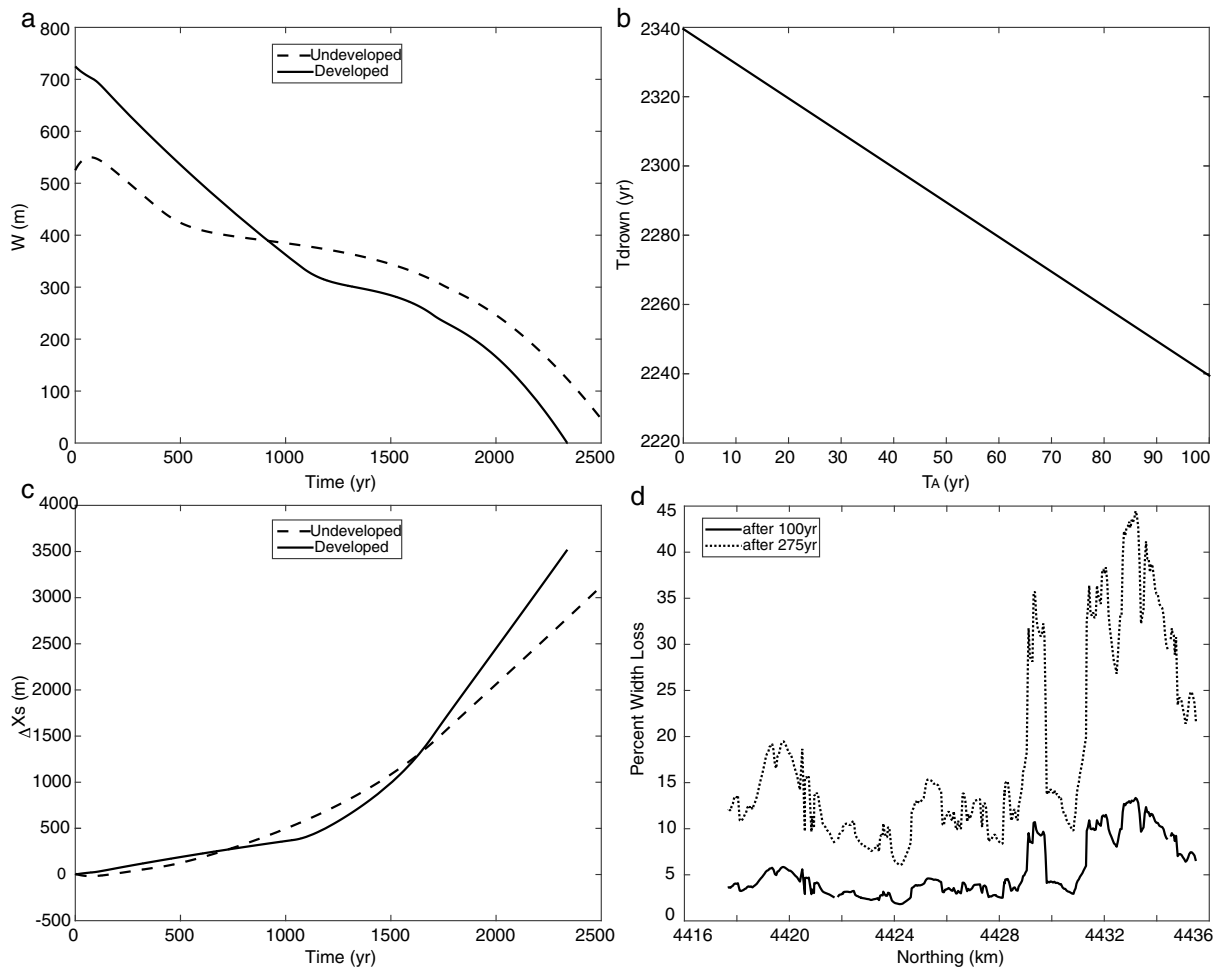 a
800
700
600
500
400
300
200
100
0
W (m)
Undeveloped
Developed
0 500 1000 1500 2000 2500
Time (yr)
b
2340
2320
2300
2280
2260
2240
2220
Tdrown (yr)
0 10 20 30 40 50 60 70 80 90 100
TA (yr)
c
4000
3500
3000
2500
2000
1500
1000
500
0
-500
ΔXs (m)
Undeveloped
Developed
0 500 1000 1500 2000 2500
Time (yr)
d
45
40
35
30
25
20
15
10
5
0
Percent Width Loss
after 100yr
after 275yr
4416 4420 4424 4428 4432 4436
Northing (km)